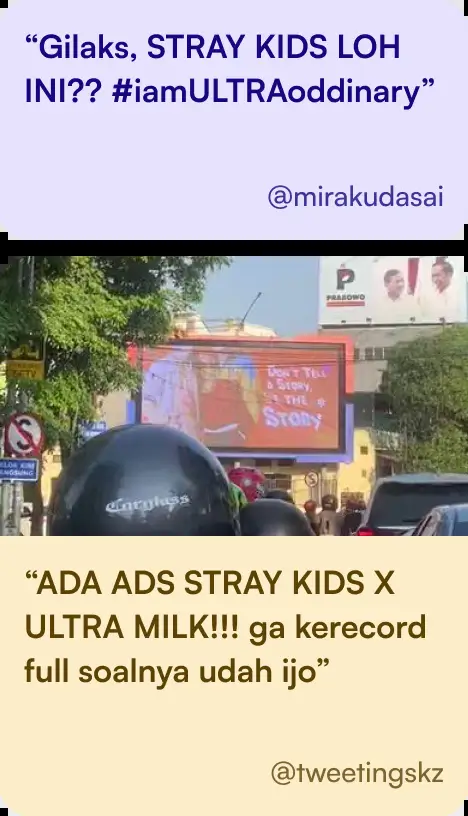 “Gilaks, STRAY KIDS LOH
INI?? #iamULTRAoddinary”
@mirakudasai
P
PRABOWO
DON'T TELL
A STORY,
THE
STORY
Carglass
S
S
“ADA ADS STRAY KIDS X
ULTRA MILK!!! ga kerecord
full soalnya udah ijo”
@tweetingskz